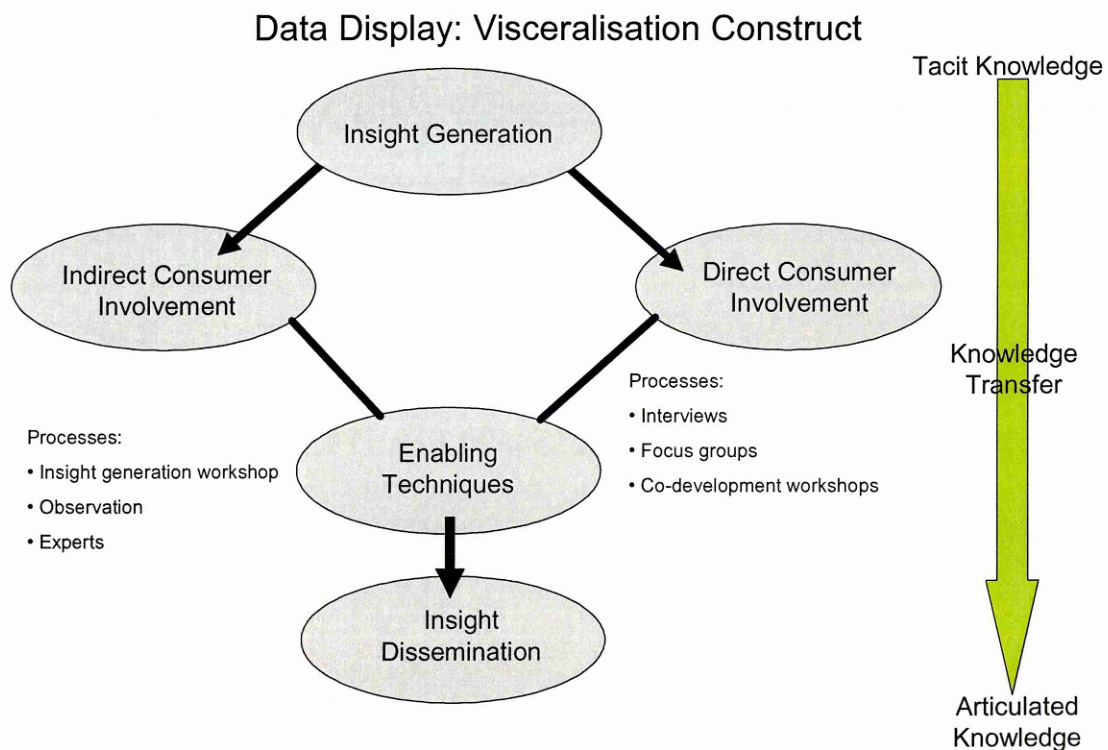 Data Display: Visceralisation Construct
Tacit Knowledge
Insight Generation
Indirect Consumer
Involvement
Direct Consumer
Involvement
Knowledge
Transfer
Processes:
• Insight generation workshop
• Observation
• Experts
Enabling
Techniques
Processes:
• Interviews
• Focus groups
• Co-development workshops
Insight
Dissemination
Articulated
Knowledge